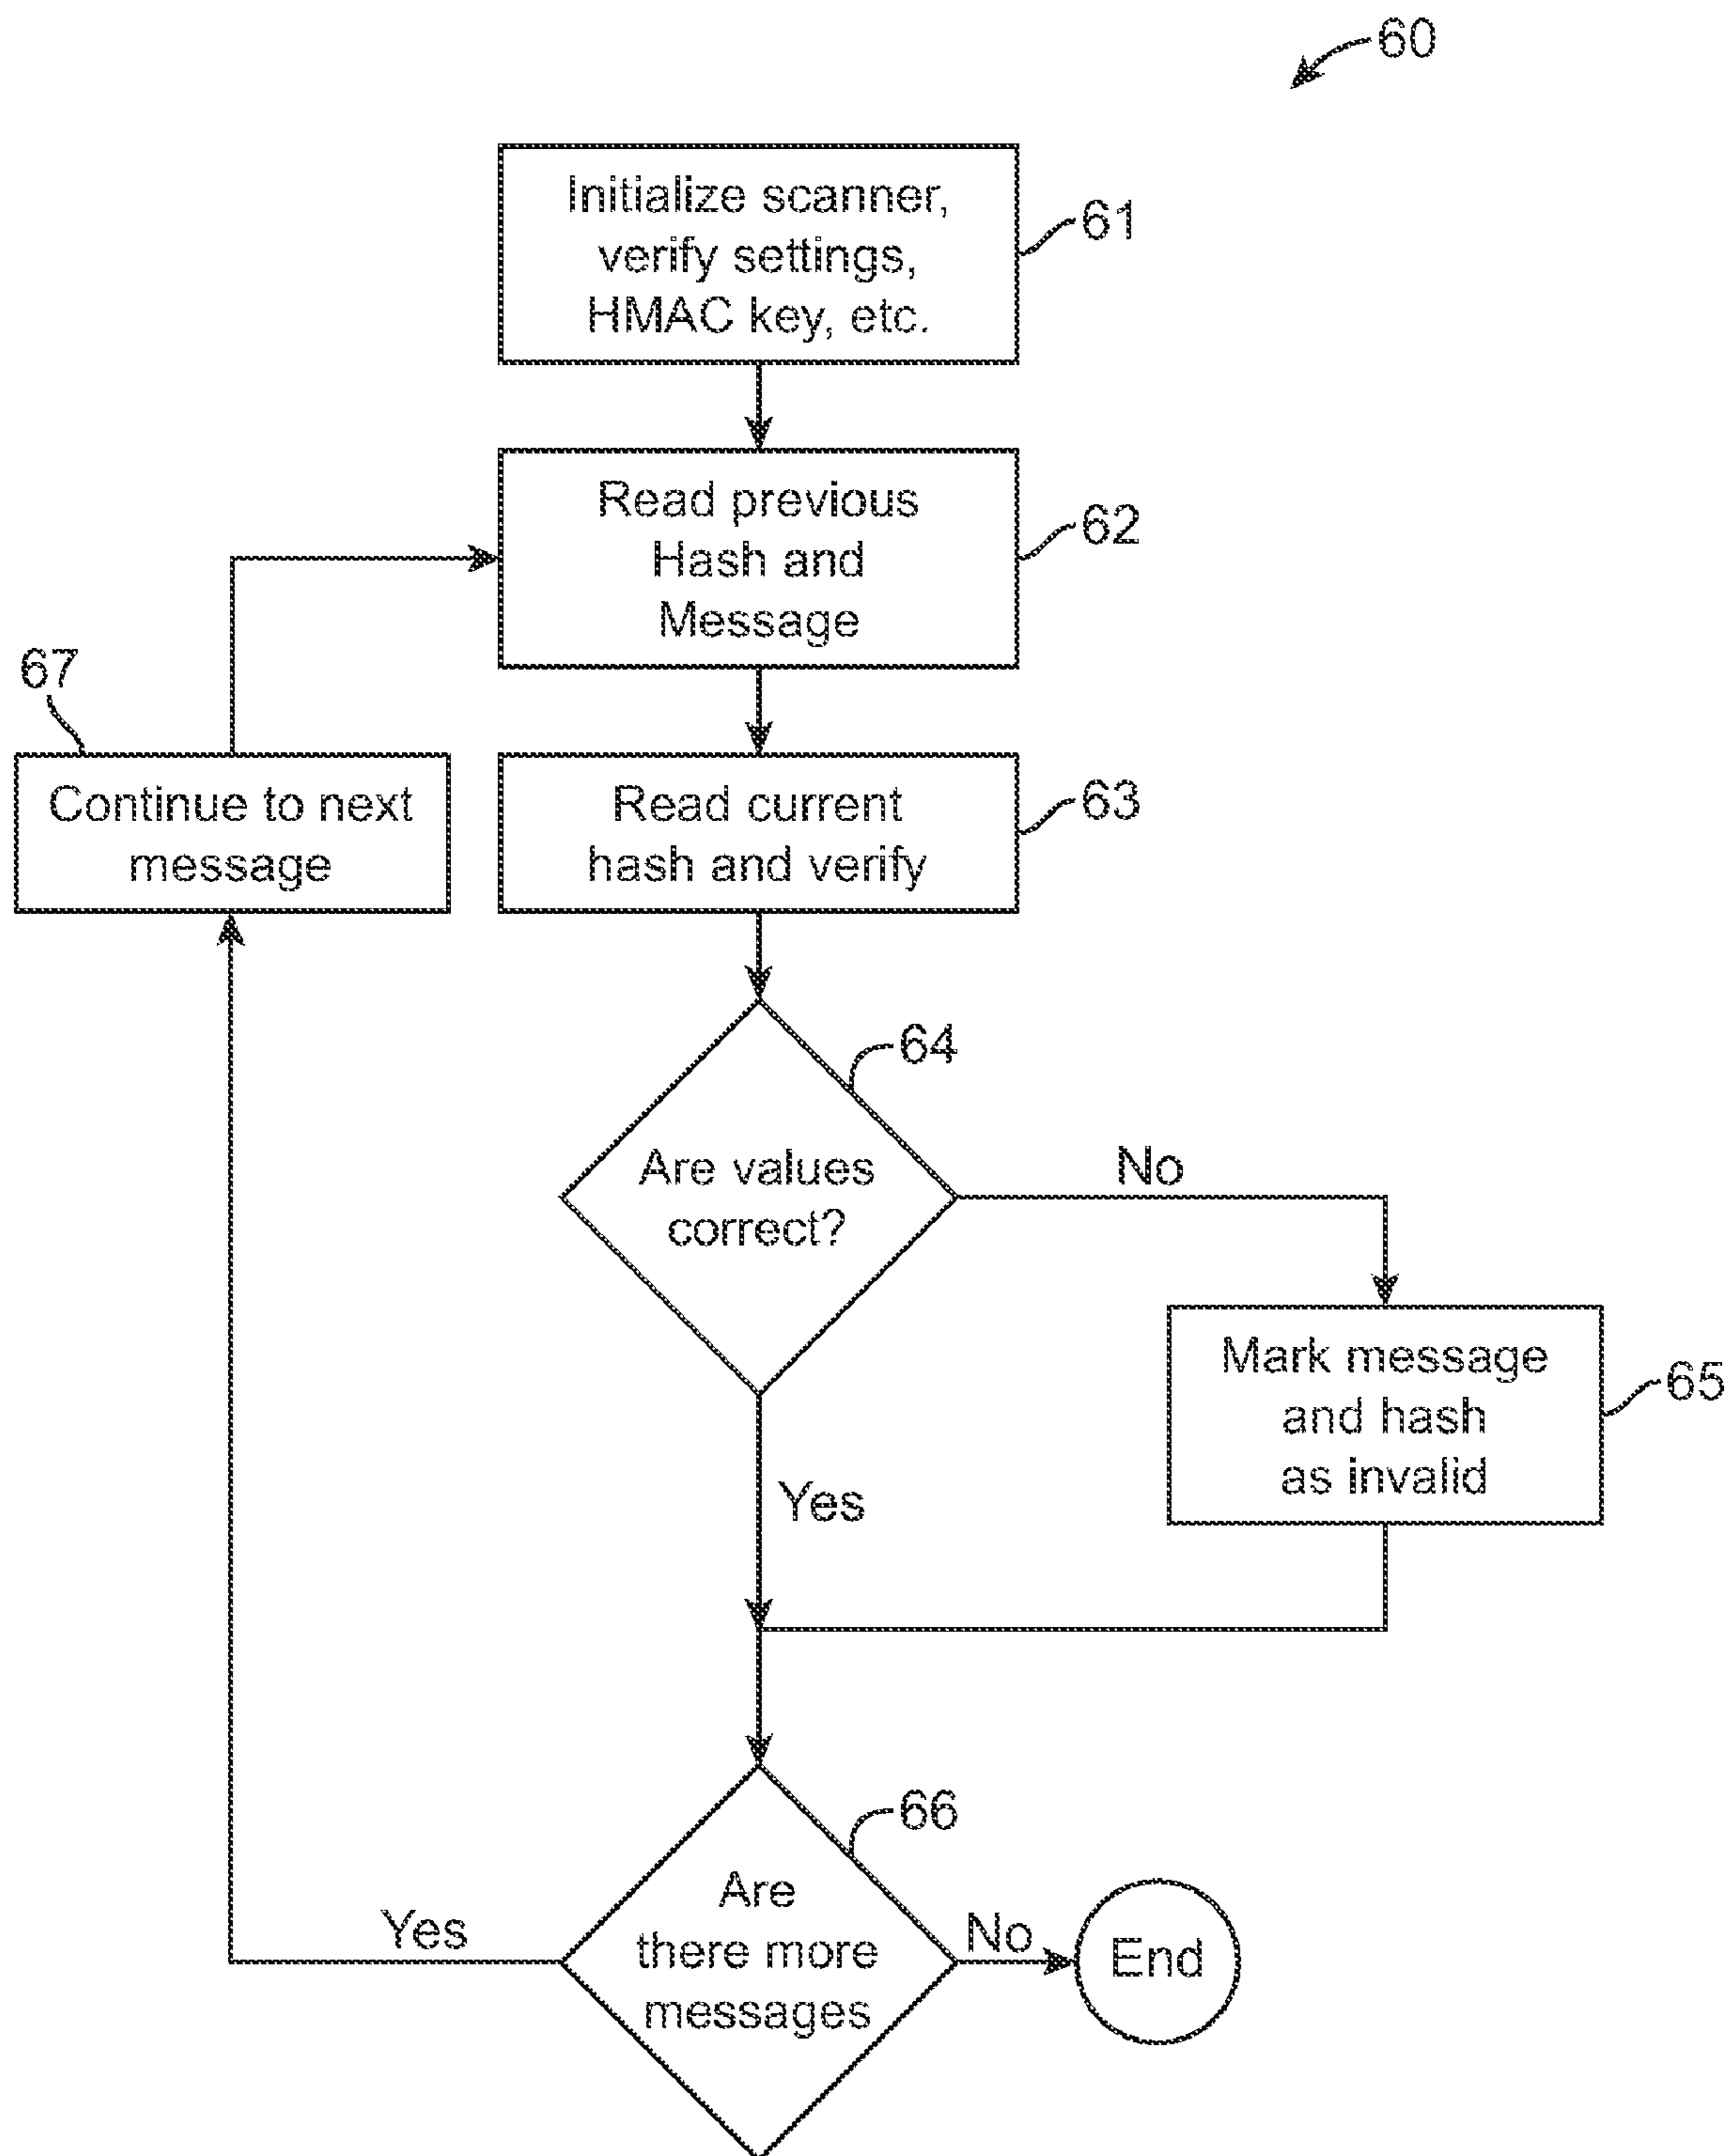 60
Initialize scanner,
verify settings,
HMAC key, etc.
61
Read previous
Hash and
Message
62
67
Continue to next
message
Read current
hash and verify
63
64
Are values
correct?
No
Mark message
and hash
as invalid
65
Yes
66
Are
there more
messages
Yes
No
End